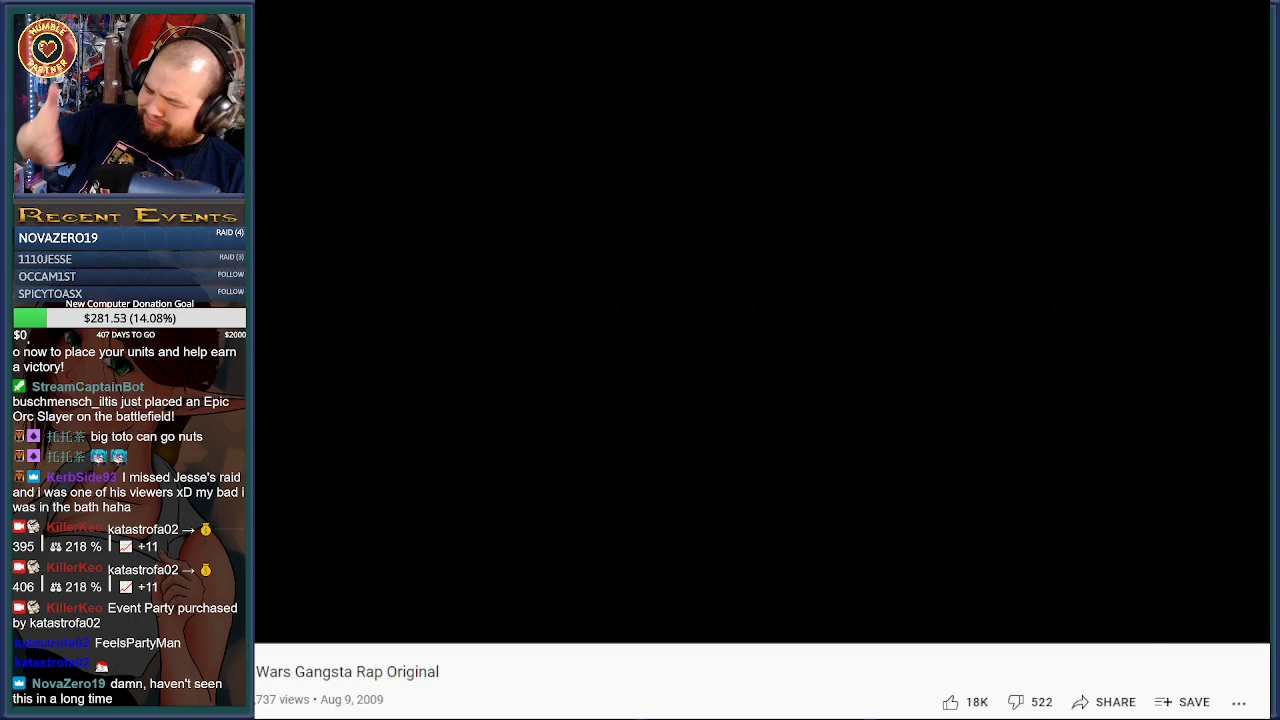 HUMBLE
PARTNER
RECENT EVENTS
NOVAZERO19 RAID (4)
1110JESSE RAID (3)
OCCAM1ST FOLLOW
SPICYTOASX FOLLOW
New Computer Donation Goal
$281.53 (14.08%)
$0 407 DAYS TO GO $2000
o now to place your units and help earn
a victory!
StreamCaptainBot
buschmensch_iltis just placed an Epic
Orc Slayer on the battlefield!
托托茶 big toto can go nuts
托托茶
KerbSide93 I missed Jesse's raid
and i was one of his viewers xD my bad i
was in the bath haha
KillerKeo katastrofa02 →
395 | 218 % | +11
KillerKeo katastrofa02 →
406 | 218 % | +11
KillerKeo Event Party purchased
by katastrofa02
katastrofa02 FeelsPartyMan
katastrofa02
NovaZero19 damn, haven't seen
this in a long time
Wars Gangsta Rap Original
,737 views • Aug 9, 2009
18K 522 SHARE SAVE ...